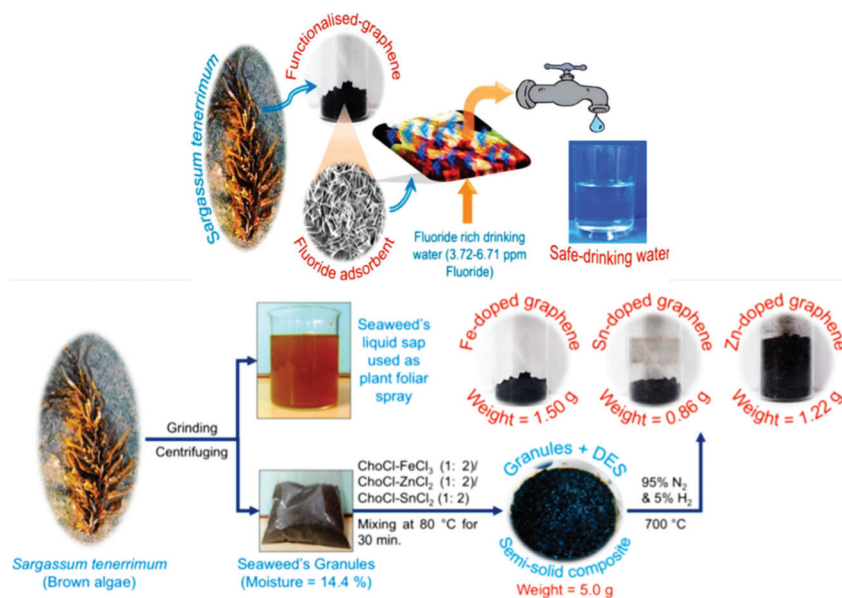 Functionalised-graphene
Sargassum tenerrimum
Fluoride adsorbent
Fluoride rich drinking
water (3.72-6.71 ppm
Fluoride)
Safe-drinking water
Seaweed's
liquid sap
used as
plant foliar
spray
Fe-doped graphene
Weight = 1.50 g
Sn-doped graphene
Weight = 0.86 g
Zn-doped graphene
Weight = 1.22 g
Grinding
Centrifuging
ChoCl-FeCl₃ (1: 2)/
ChoCl-ZnCl₂ (1: 2)/
ChoCl-SnCl₂ (1: 2)
Mixing at 80 °C for
30 min.
Granules + DES
Semi-solid composite
Weight = 5.0 g
95% N₂
& 5% H₂
700 °C
Sargassum tenerrimum
(Brown algae)
Seaweed's Granules
(Moisture = 14.4 %)